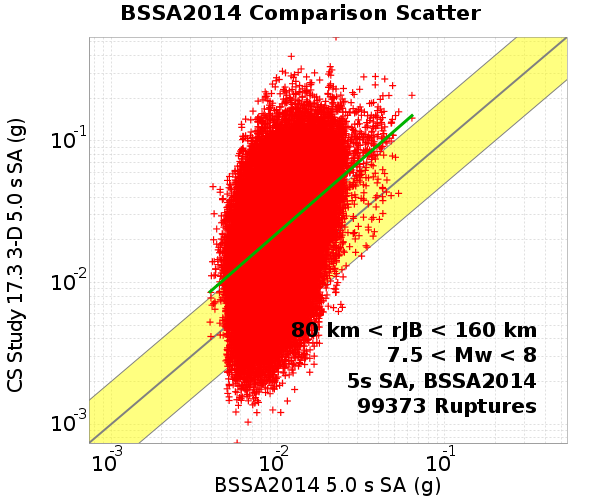 BSSA2014 Comparison Scatter
CS Study 17.3 3-D 5.0 s SA (g)
10-1
10-2
10-3
80 km < rJB < 160 km
7.5 < Mw < 8
5s SA, BSSA2014
99373 Ruptures
10-3 10-2 10-1
BSSA2014 5.0 s SA (g)